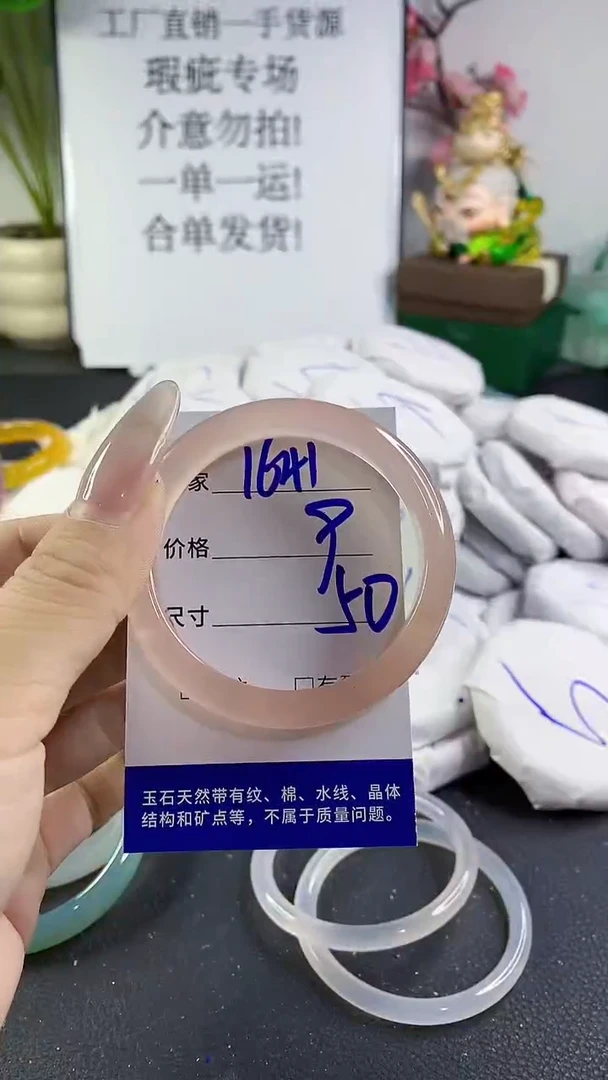 工厂直销一手货源
瑕疵专场
介意勿拍!
一单一运!
合单发货!
家 1641
价格
尺寸 50
玉石天然带有纹、棉、水线、晶体
结构和矿点等，不属于质量问题。